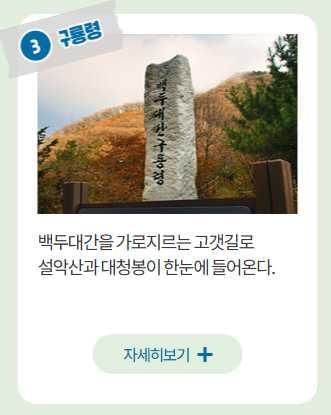 3 구룡령
백두대간구룡령
백두대간을 가로지르는 고갯길로
설악산과 대청봉이 한눈에 들어온다.
자세히보기 +